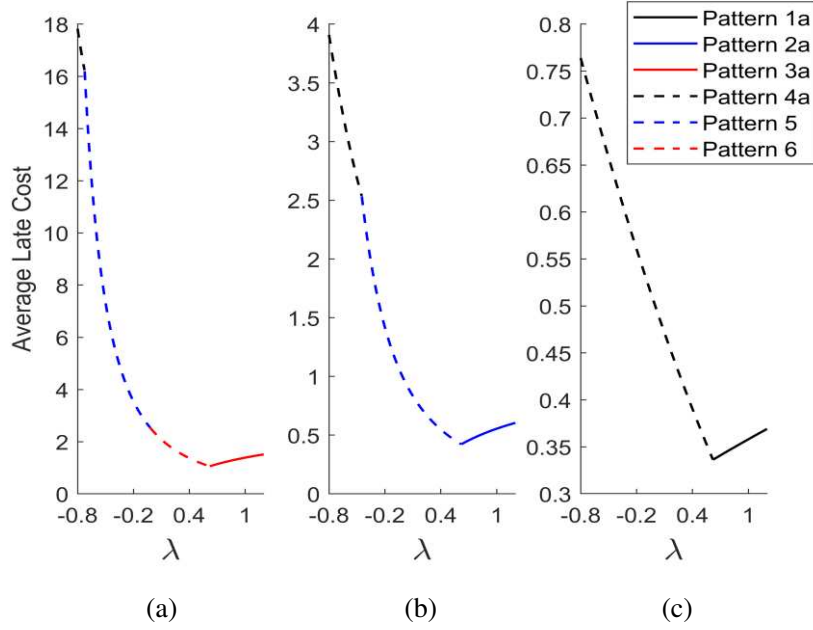 Average Late Cost
18
16
14
12
10
8
6
4
2
0
-0.8 -0.2 0.4 1
λ
(a)
4
3.5
3
2.5
2
1.5
1
0.5
0
-0.8 -0.2 0.4 1
λ
(b)
0.8
0.75
0.7
0.65
0.6
0.55
0.5
0.45
0.4
0.35
0.3
-0.8 -0.2 0.4 1
λ
(c)
Pattern 1a
Pattern 2a
Pattern 3a
Pattern 4a
Pattern 5
Pattern 6